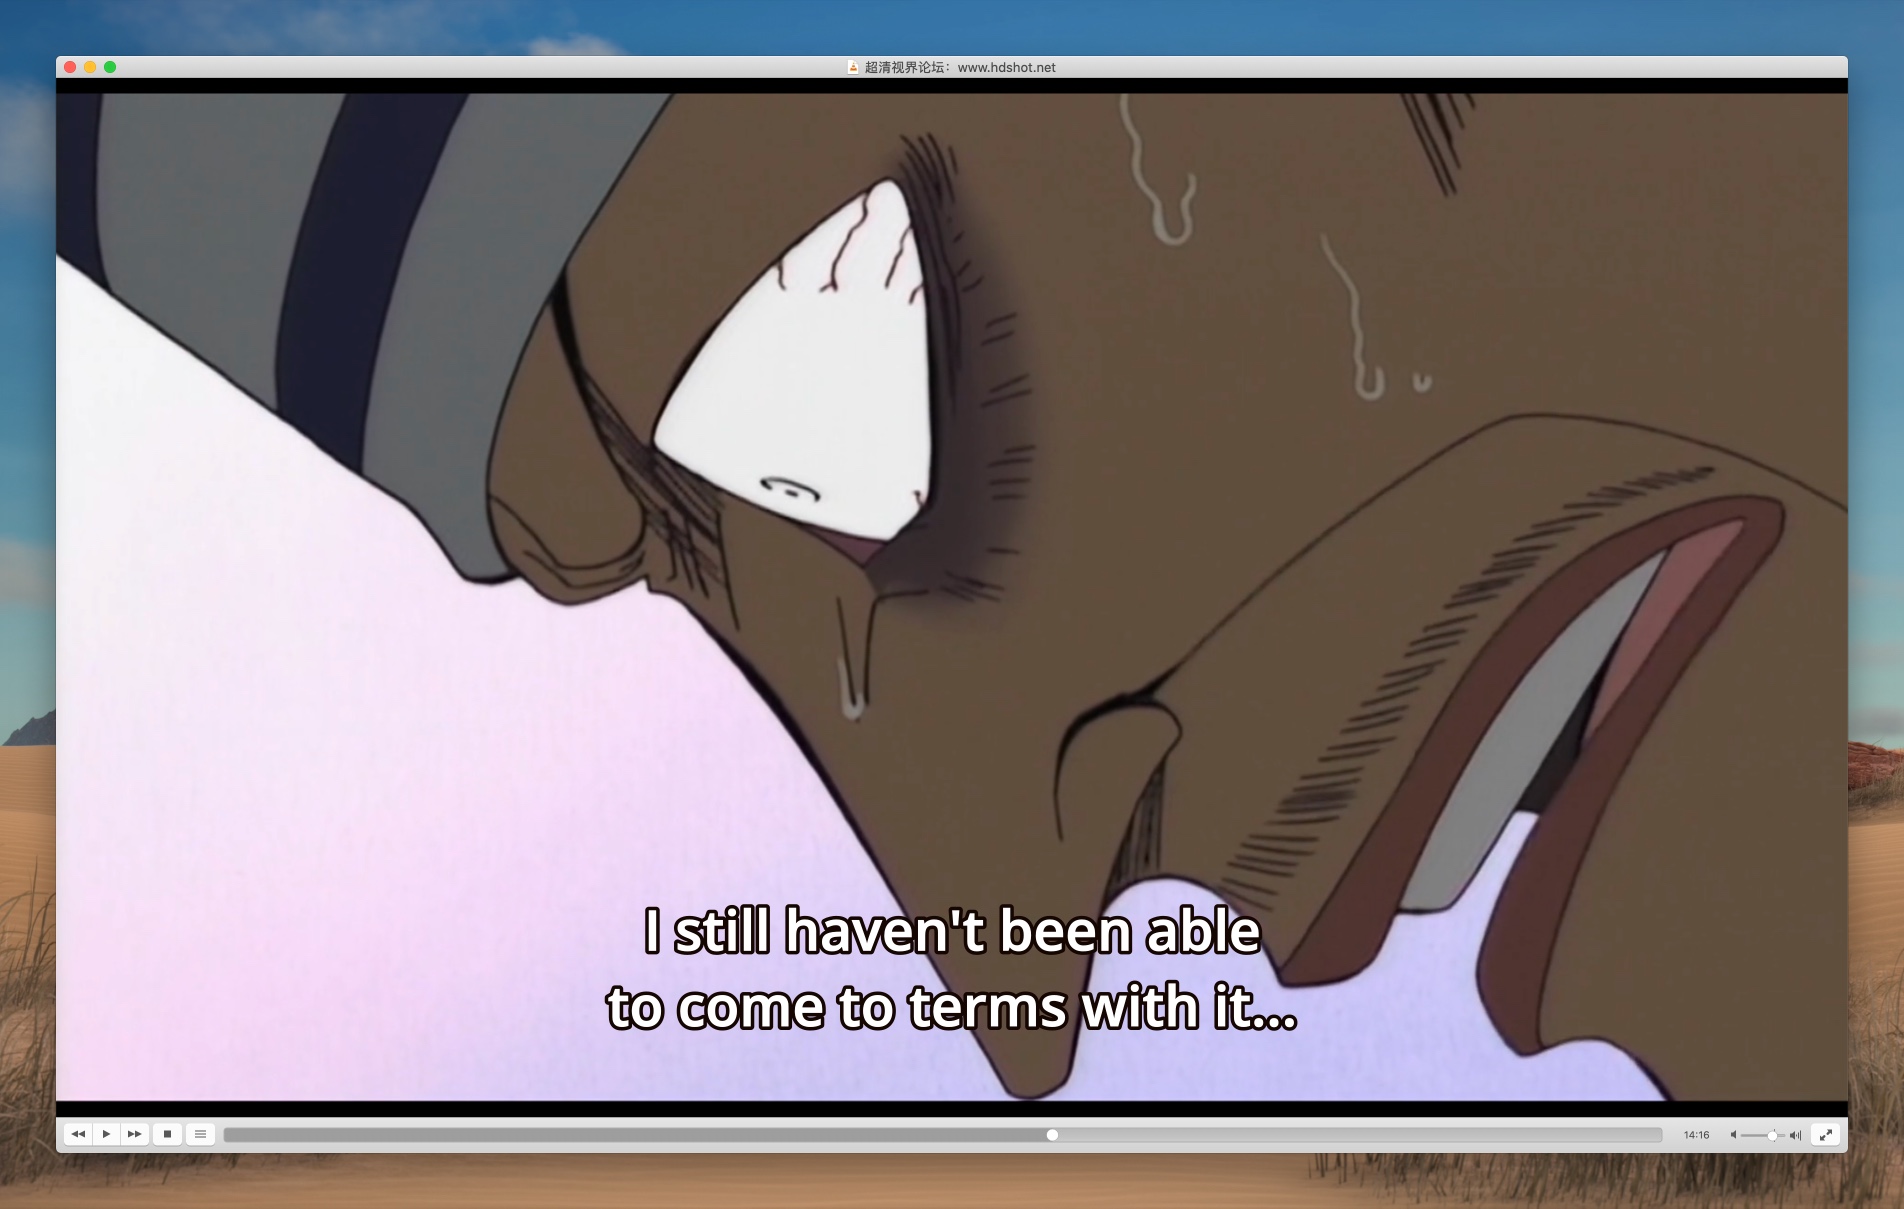 超清视界论坛：www.hdshot.net
I still haven't been able
to come to terms with it...
14:16